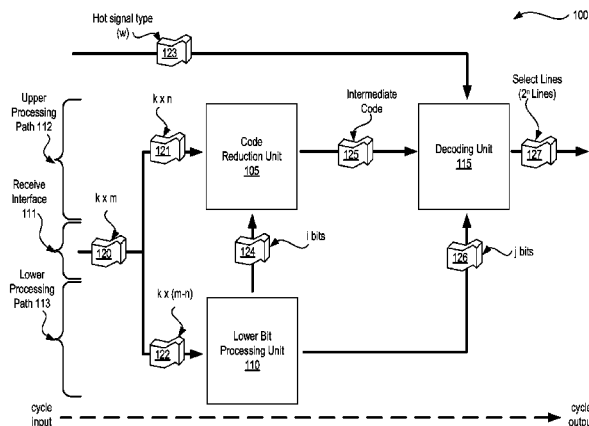 100
Hot signal type
(w)
123
Upper
Processing
Path 112
k x n
121
Code
Reduction Unit
105
Intermediate
Code
125
Decoding Unit
115
Select Lines
(2ⁿ Lines)
127
Receive Interface
111
k x m
120
124
i bits
126
j bits
Lower
Processing
Path 113
k x (m-n)
122
Lower Bit
Processing Unit
110
cycle
input
cycle
output